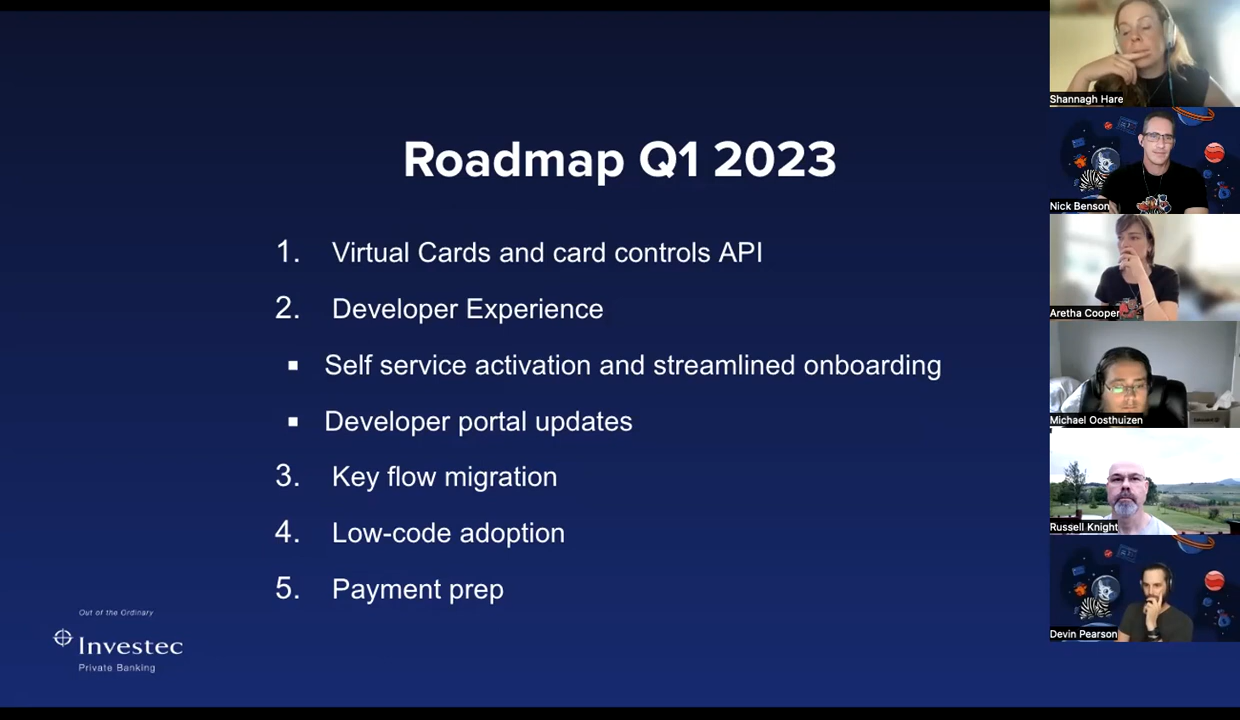 Roadmap Q1 2023
1. Virtual Cards and card controls API
2. Developer Experience
▪ Self service activation and streamlined onboarding
▪ Developer portal updates
3. Key flow migration
4. Low-code adoption
5. Payment prep
Out of the Ordinary
Investec
Private Banking
Shannagh Hare
Nick Benson
Aretha Cooper
Michael Oosthuizen
Russell Knight
Devin Pearson